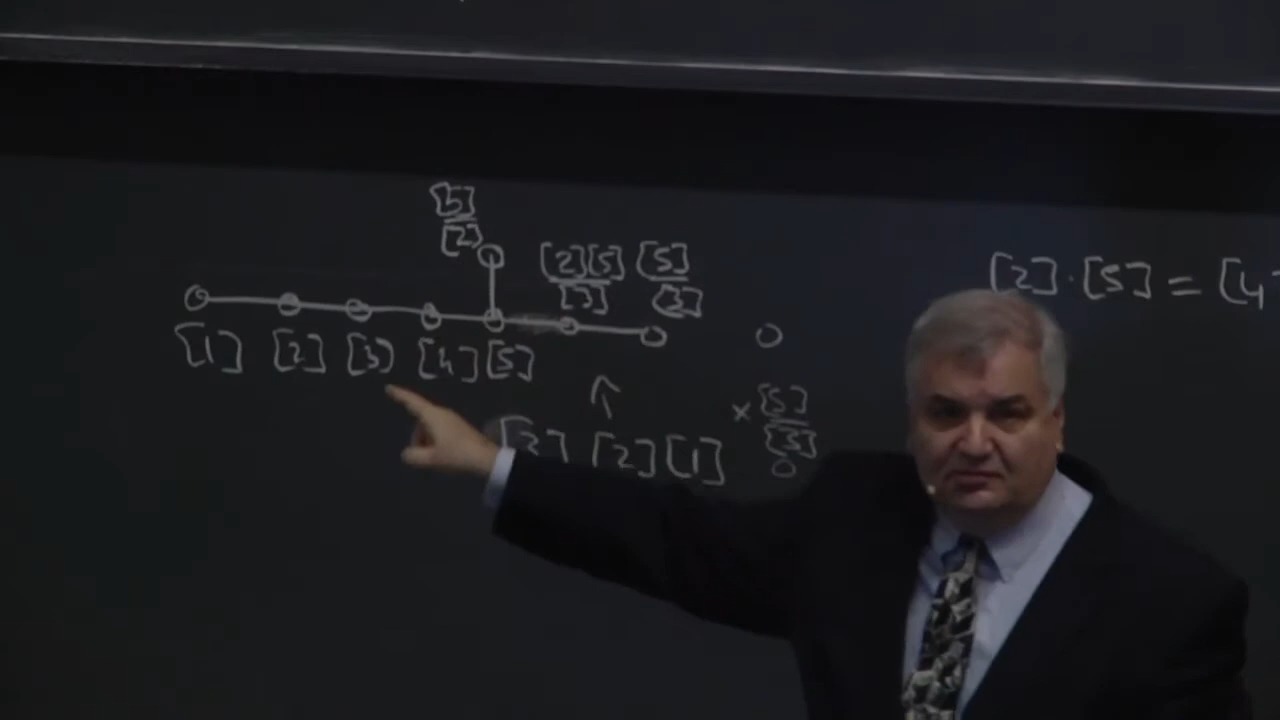 [5]
[2]
[2][5] [5]
[3] [3]
[2]·[5] = [4
[1] [2] [3] [4] [5]
× [5]
[3]
[3] [2] [1]